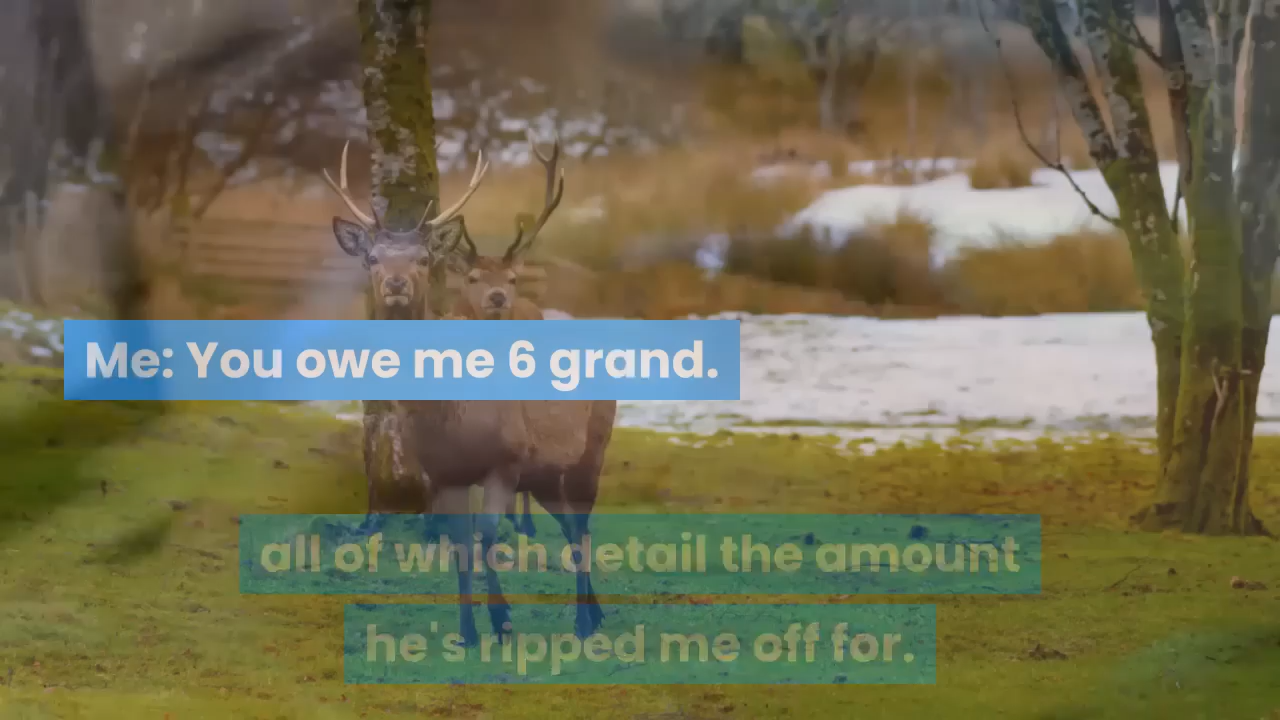 Me: You owe me 6 grand.
all of which detail the amount
he's ripped me off for.